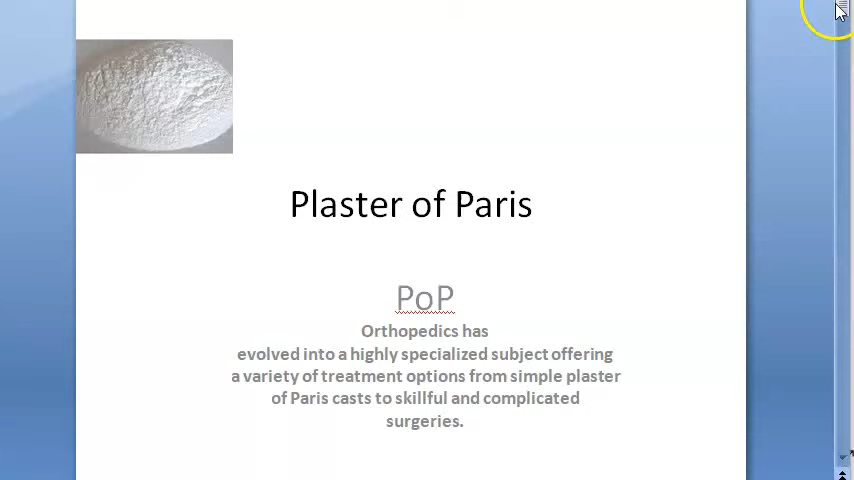 Plaster of Paris
PoP
Orthopedics has
evolved into a highly specialized subject offering
a variety of treatment options from simple plaster
of Paris casts to skillful and complicated
surgeries.